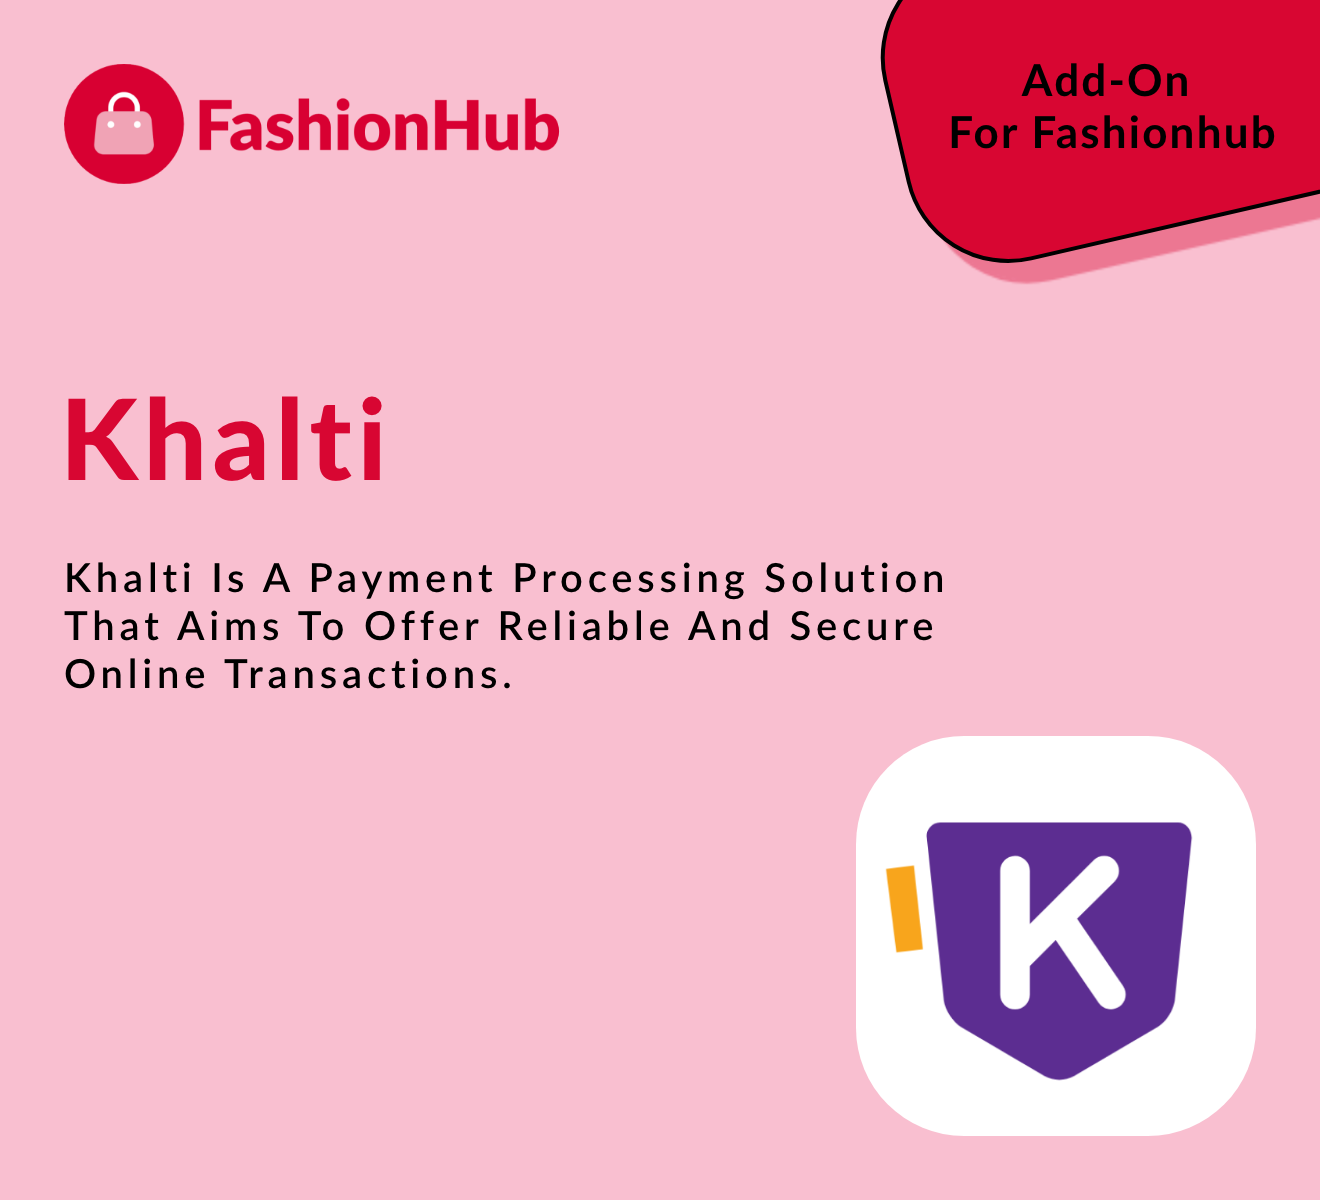 FashionHub
Add-On
For Fashionhub
Khalti
Khalti Is A Payment Processing Solution
That Aims To Offer Reliable And Secure
Online Transactions.
K